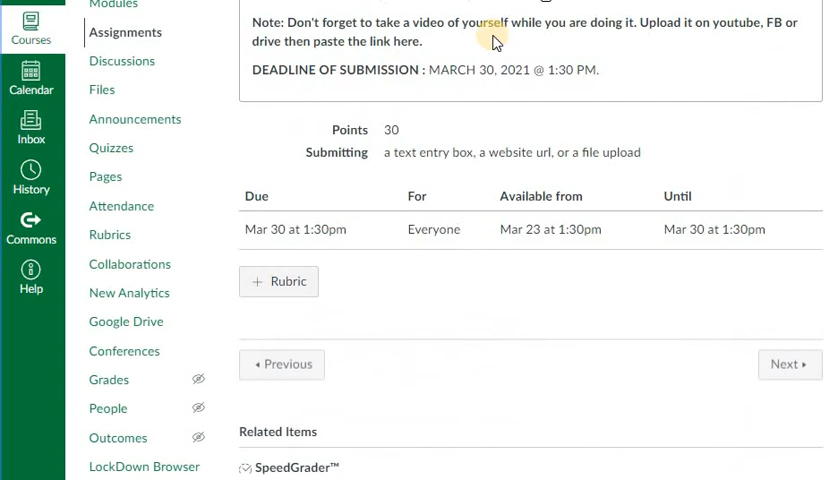 Courses
Calendar
Inbox
History
Commons
Help
Modules
Assignments
Discussions
Files
Announcements
Quizzes
Pages
Attendance
Rubrics
Collaborations
New Analytics
Google Drive
Conferences
Grades
People
Outcomes
LockDown Browser
Note: Don't forget to take a video of yourself while you are doing it. Upload it on youtube, FB or
drive then paste the link here.
DEADLINE OF SUBMISSION : MARCH 30, 2021 @ 1:30 PM.
Points 30
Submitting a text entry box, a website url, or a file upload
Due For Available from Until
Mar 30 at 1:30pm Everyone Mar 23 at 1:30pm Mar 30 at 1:30pm
+ Rubric
Previous
Next
Related Items
SpeedGrader™